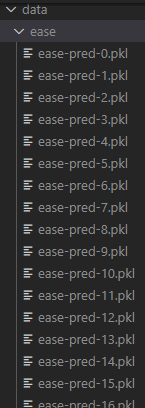 data
ease
ease-pred-0.pkl
ease-pred-1.pkl
ease-pred-2.pkl
ease-pred-3.pkl
ease-pred-4.pkl
ease-pred-5.pkl
ease-pred-6.pkl
ease-pred-7.pkl
ease-pred-8.pkl
ease-pred-9.pkl
ease-pred-10.pkl
ease-pred-11.pkl
ease-pred-12.pkl
ease-pred-13.pkl
ease-pred-14.pkl
ease-pred-15.pkl
ease-pred-16.pkl